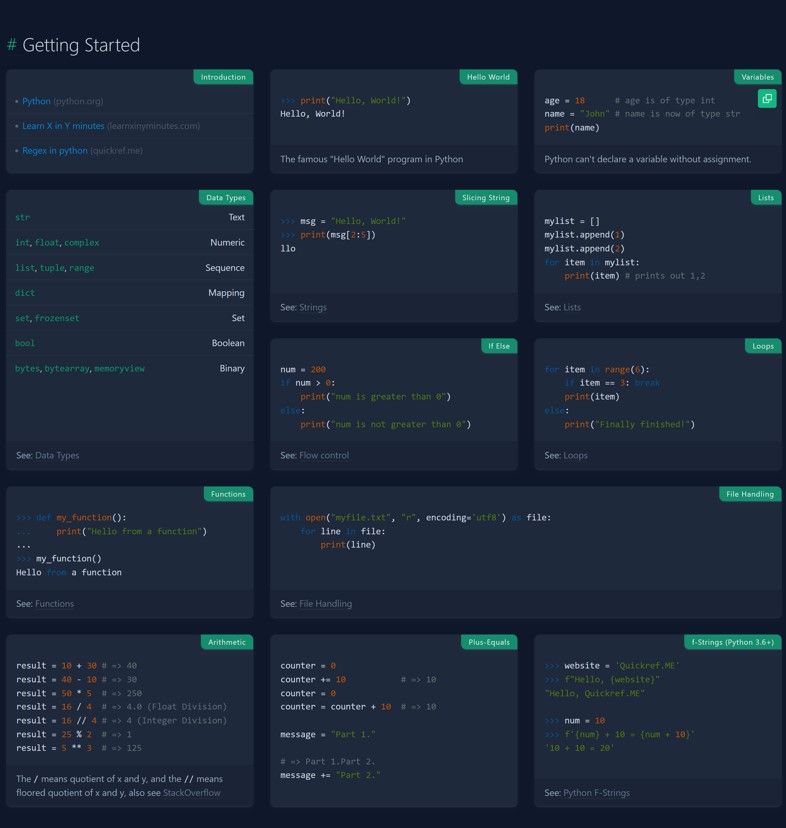 # Getting Started
Introduction
• Python (python.org)
• Learn X in Y minutes (learnxinyminutes.com)
• Regex in python (quickref.me)
Hello World
>>> print("Hello, World!")
Hello, World!
The famous "Hello World" program in Python
Variables
age = 18      # age is of type int
name = "John" # name is now of type str
print(name)
Python can't declare a variable without assignment.
Data Types
str Text
int, float, complex Numeric
list, tuple, range Sequence
dict Mapping
set, frozenset Set
bool Boolean
bytes, bytearray, memoryview Binary
See: Data Types
Slicing String
>>> msg = "Hello, World!"
>>> print(msg[2:5])
llo
See: Strings
Lists
mylist = []
mylist.append(1)
mylist.append(2)
for item in mylist:
    print(item) # prints out 1,2
See: Lists
If Else
num = 200
if num > 0:
    print("num is greater than 0")
else:
    print("num is not greater than 0")
See: Flow control
Loops
for item in range(6):
    if item == 3: break
    print(item)
else:
    print("Finally finished!")
See: Loops
Functions
>>> def my_function():
...     print("Hello from a function")
...
>>> my_function()
Hello from a function
See: Functions
File Handling
with open("myfile.txt", "r", encoding='utf8') as file:
    for line in file:
        print(line)
See: File Handling
Arithmetic
result = 10 + 30 # => 40
result = 40 - 10 # => 30
result = 50 * 5  # => 250
result = 16 / 4  # => 4.0 (Float Division)
result = 16 // 4 # => 4 (Integer Division)
result = 25 % 2  # => 1
result = 5 ** 3  # => 125
The / means quotient of x and y, and the // means
floored quotient of x and y, also see StackOverflow
Plus-Equals
counter = 0
counter += 10           # => 10
counter = 0
counter = counter + 10  # => 10
message = "Part 1."
# => Part 1.Part 2.
message += "Part 2."
f-Strings (Python 3.6+)
>>> website = 'Quickref.ME'
>>> f"Hello, {website}"
"Hello, Quickref.ME"
>>> num = 10
>>> f'{num} + 10 = {num + 10}'
'10 + 10 = 20'
See: Python F-Strings